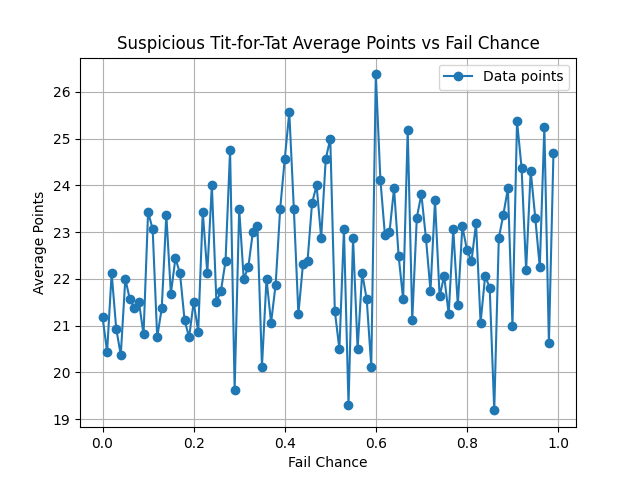 Suspicious Tit-for-Tat Average Points vs Fail Chance
Data points
26
25
24
23
22
21
20
19
Average Points
0.0 0.2 0.4 0.6 0.8 1.0
Fail Chance